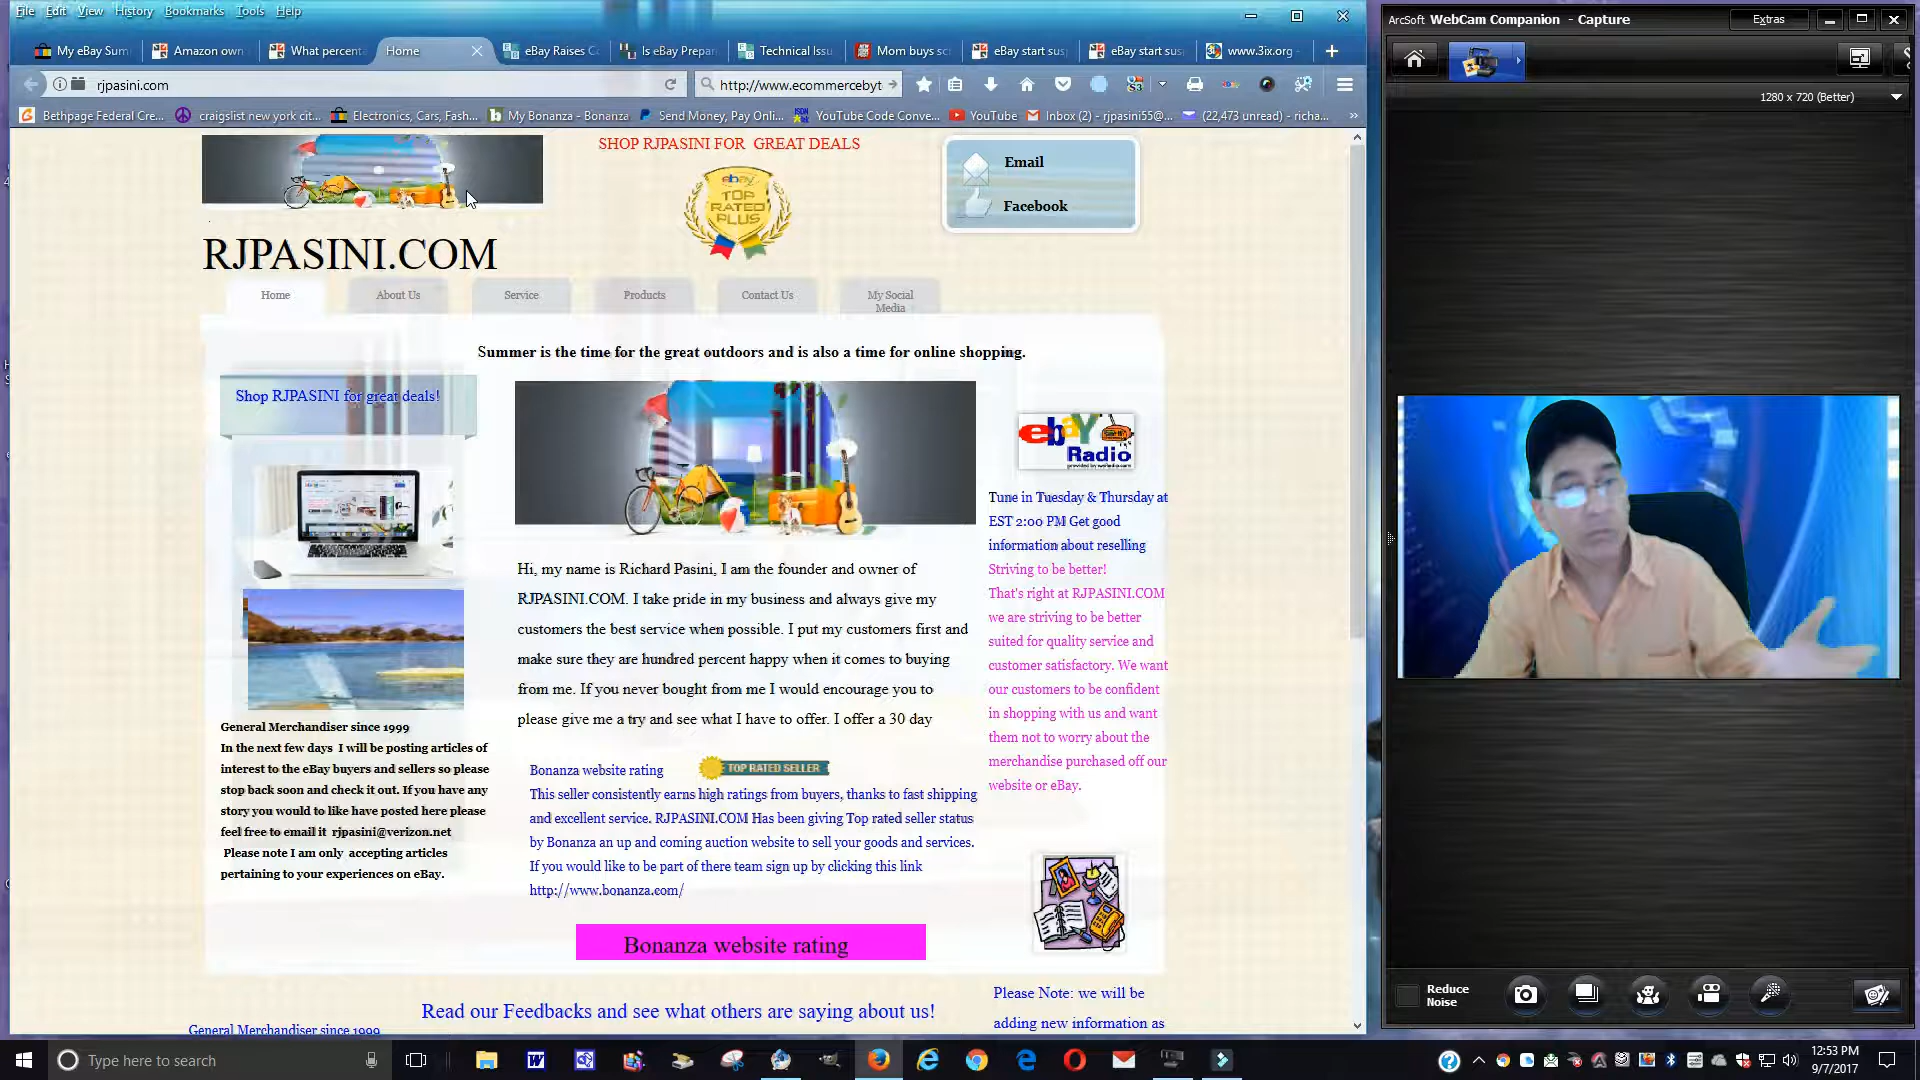 File Edit View History Bookmarks Tools Help
My eBay Sum
Amazon own
What percent
Home
eBay Raises C
Is eBay Prepar
Technical Issu
Mom buys sc
eBay start sus
eBay start sus
www.3ix.org -
rjpasini.com
http://www.ecommercebyt
Bethpage Federal Cre...
craigslist new york cit...
Electronics, Cars, Fash...
My Bonanza - Bonanza
Send Money, Pay Onli...
YouTube Code Conve...
YouTube
Inbox (2) - rjpasini55@...
(22,473 unread) - richa...
SHOP RJPASINI FOR GREAT DEALS
ebay
TOP
RATED
PLUS
Email
Facebook
RJPASINI.COM
Home
About Us
Service
Products
Contact Us
My Social
Media
Summer is the time for the great outdoors and is also a time for online shopping.
Shop RJPASINI for great deals!
General Merchandiser since 1999
In the next few days I will be posting articles of
interest to the eBay buyers and sellers so please
stop back soon and check it out. If you have any
story you would to like have posted here please
feel free to email it rjpasini@verizon.net
Please note I am only accepting articles
pertaining to your experiences on eBay.
Hi, my name is Richard Pasini, I am the founder and owner of
RJPASINI.COM. I take pride in my business and always give my
customers the best service when possible. I put my customers first and
make sure they are hundred percent happy when it comes to buying
from me. If you never bought from me I would encourage you to
please give me a try and see what I have to offer. I offer a 30 day
Bonanza website rating
TOP RATED SELLER
This seller consistently earns high ratings from buyers, thanks to fast shipping
and excellent service. RJPASINI.COM Has been giving Top rated seller status
by Bonanza an up and coming auction website to sell your goods and services.
If you would like to be part of there team sign up by clicking this link
http://www.bonanza.com/
Bonanza website rating
ebay
Radio
provided by wsRadio.com
Tune in Tuesday & Thursday at
EST 2:00 PM Get good
information about reselling
Striving to be better!
That's right at RJPASINI.COM
we are striving to be better
suited for quality service and
customer satisfactory. We want
our customers to be confident
in shopping with us and want
them not to worry about the
merchandise purchased off our
website or eBay.
Read our Feedbacks and see what others are saying about us!
General Merchandiser since 1999
Please Note: we will be
adding new information as
ArcSoft WebCam Companion - Capture
Extras
1280 x 720 (Better)
Reduce
Noise
Type here to search
12:53 PM
9/7/2017